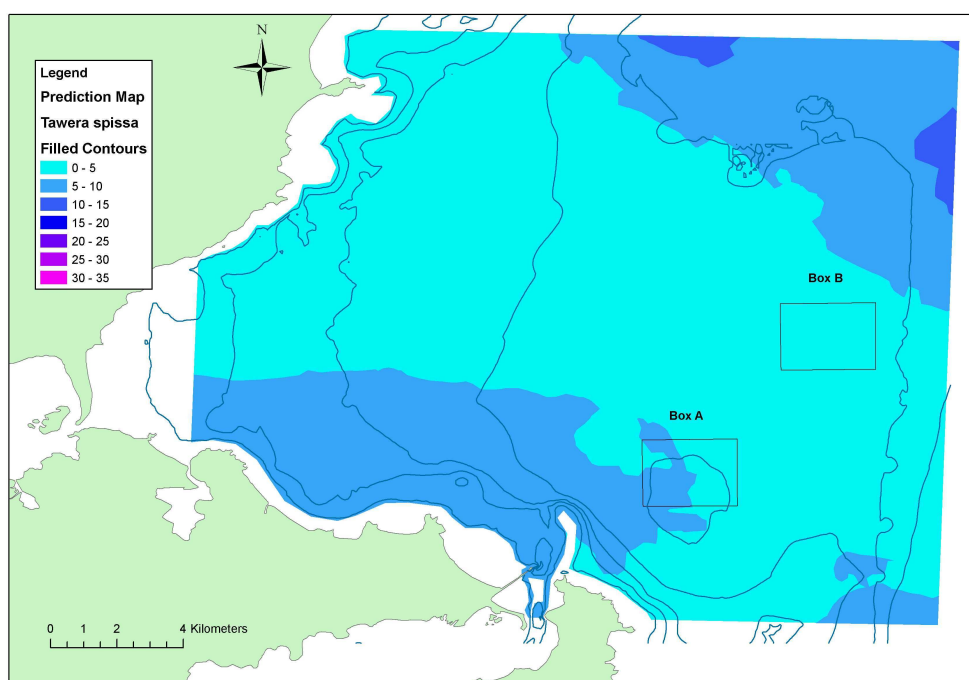 N
Legend
Prediction Map
Tawera spissa
Filled Contours
0 - 5
5 - 10
10 - 15
15 - 20
20 - 25
25 - 30
30 - 35
Box B
Box A
0 1 2 4 Kilometers